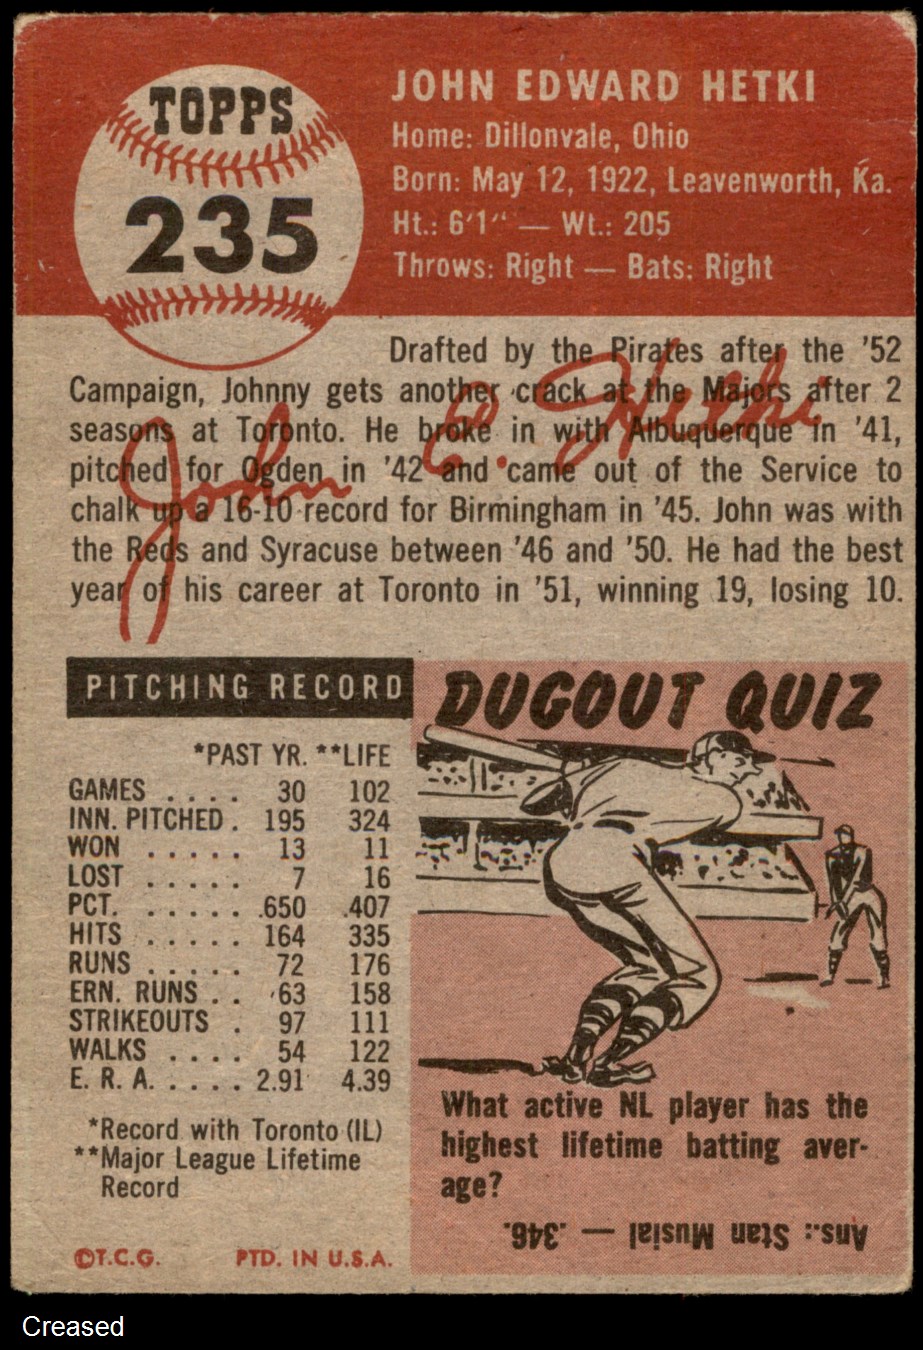 TOPPS
235
JOHN EDWARD HETKI
Home: Dillonvale, Ohio
Born: May 12, 1922, Leavenworth, Ka.
Ht.: 6'1" — Wt.: 205
Throws: Right — Bats: Right
Drafted by the Pirates after the '52
Campaign, Johnny gets another crack at the Majors after 2
seasons at Toronto. He broke in with Albuquerque in '41,
pitched for Ogden in '42 and came out of the Service to
chalk up a 16-10 record for Birmingham in '45. John was with
the Reds and Syracuse between '46 and '50. He had the best
year of his career at Toronto in '51, winning 19, losing 10.
John E. Hetki
PITCHING RECORD
*PAST YR. **LIFE
GAMES . . . . 30 102
INN. PITCHED . 195 324
WON . . . . . 13 11
LOST . . . . . 7 16
PCT. . . . . . .650 .407
HITS . . . . . 164 335
RUNS . . . . . 72 176
ERN. RUNS . . 63 158
STRIKEOUTS . 97 111
WALKS . . . . 54 122
E. R. A. . . . . 2.91 4.39
*Record with Toronto (IL)
**Major League Lifetime
Record
©T.C.G. PTD. IN U.S.A.
DUGOUT QUIZ
What active NL player has the
highest lifetime batting aver-
age?
Ans.: Stan Musial — .346.
Creased